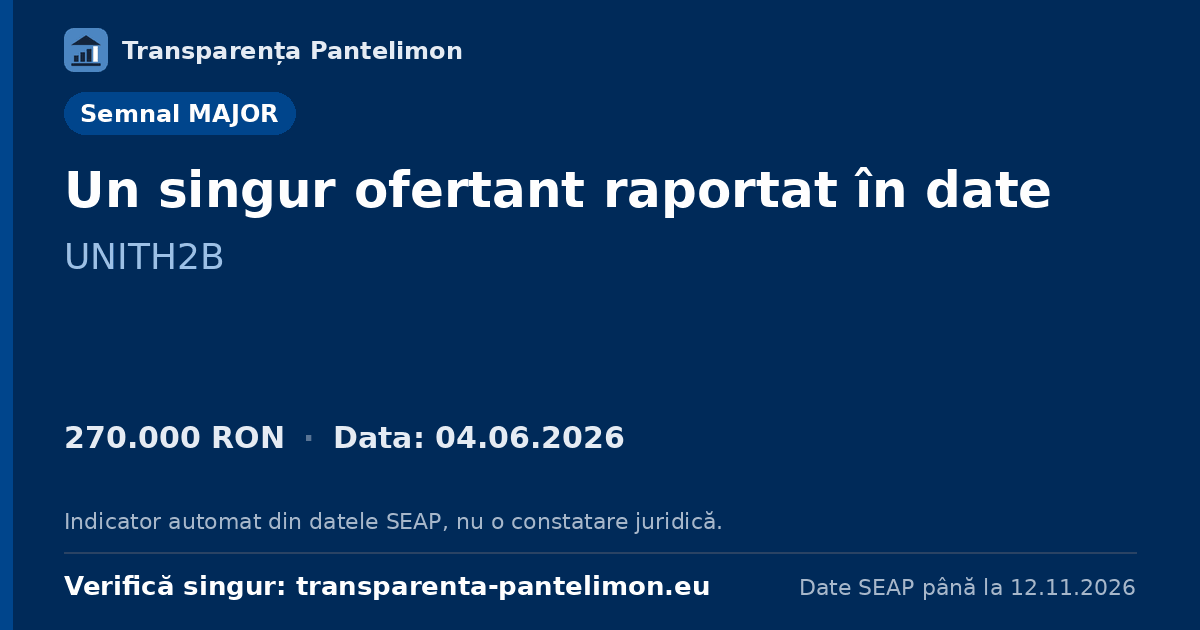 Transparența Pantelimon
Semnal MAJOR
Un singur ofertant raportat în date
UNITH2B
270.000 RON · Data: 04.06.2026
Indicator automat din datele SEAP, nu o constatare juridică.
Verifică singur: transparenta-pantelimon.eu
Date SEAP până la 12.11.2026